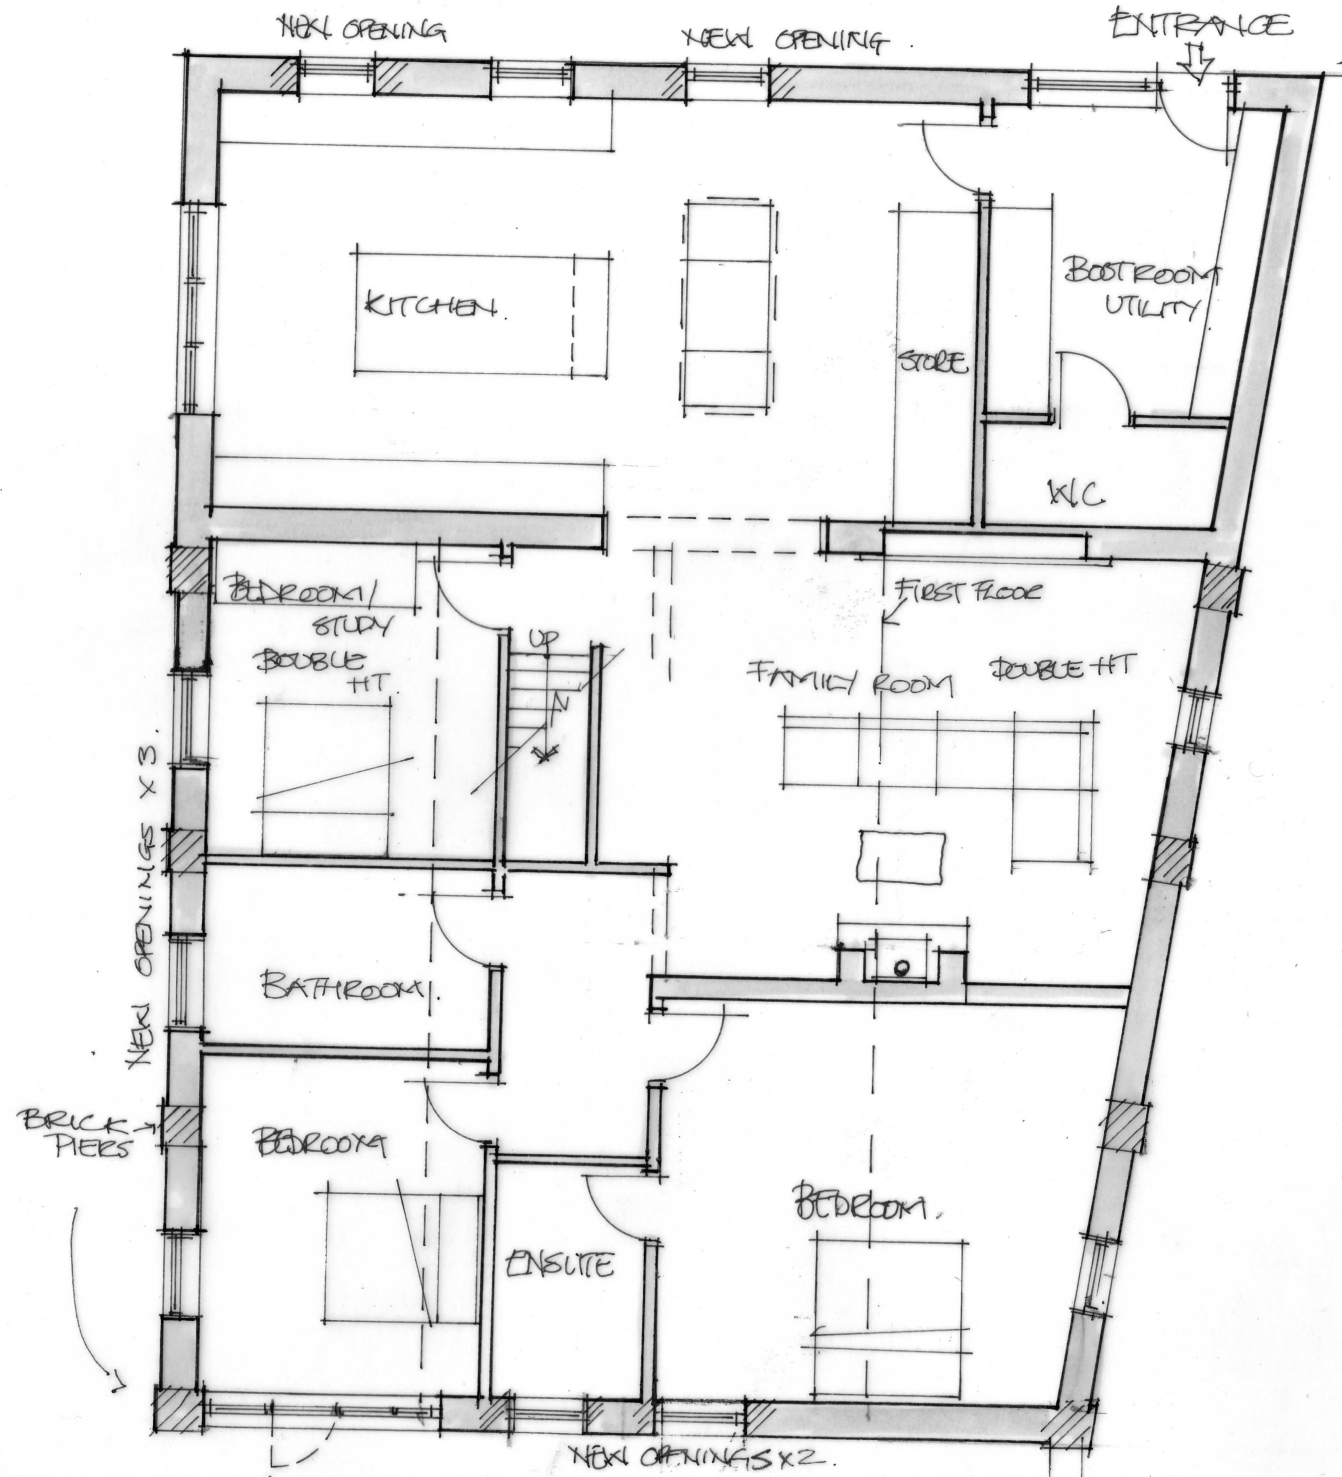 NEW OPENING
NEW OPENING.
ENTRANCE
KITCHEN.
STORE
BOOTROOM
UTILITY.
W.C
BEDROOM/
STUDY
DOUBLE
HT.
UP
FIRST FLOOR
FAMILY ROOM
DOUBLE HT
NEW OPENINGS X 3.
BATHROOM.
BRICK
PIERS
BEDROOM
ENSUITE
BEDROOM.
NEW OPENINGS X 2.